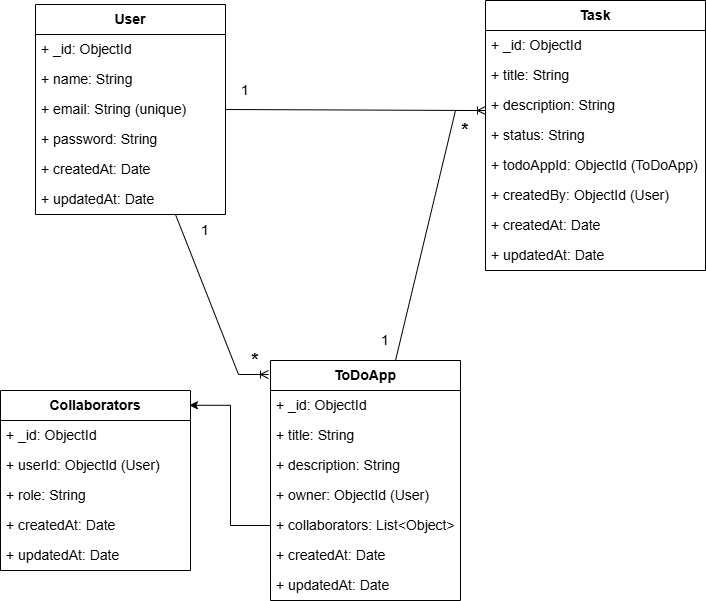 User
+ _id: ObjectId
+ name: String
+ email: String (unique)
+ password: String
+ createdAt: Date
+ updatedAt: Date
1
1
Task
+ _id: ObjectId
+ title: String
+ description: String
+ status: String
+ todoAppId: ObjectId (ToDoApp)
+ createdBy: ObjectId (User)
+ createdAt: Date
+ updatedAt: Date
*
1
*
ToDoApp
+ _id: ObjectId
+ title: String
+ description: String
+ owner: ObjectId (User)
+ collaborators: List<Object>
+ createdAt: Date
+ updatedAt: Date
Collaborators
+ _id: ObjectId
+ userId: ObjectId (User)
+ role: String
+ createdAt: Date
+ updatedAt: Date